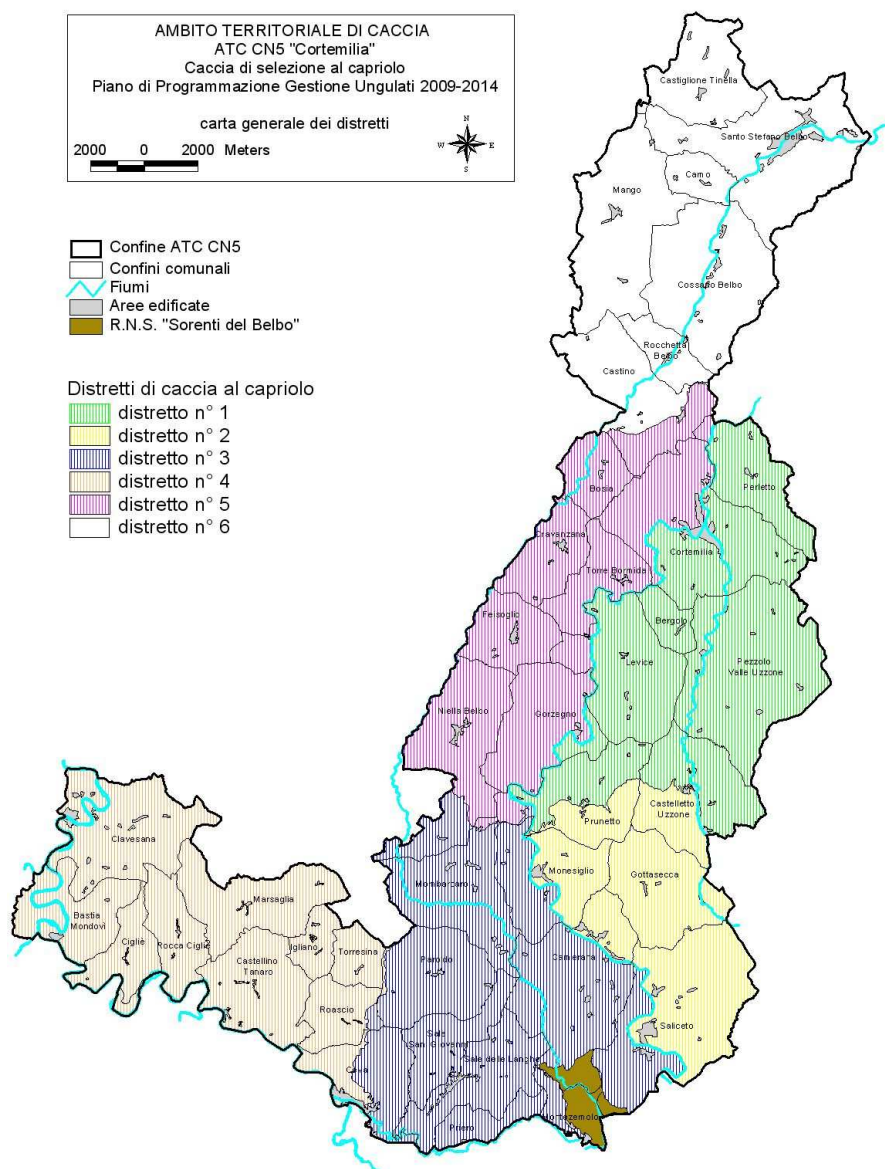 AMBITO TERRITORIALE DI CACCIA
ATC CN5 "Cortemilia"
Caccia di selezione al capriolo
Piano di Programmazione Gestione Ungulati 2009-2014
carta generale dei distretti
2000 0 2000 Meters
N
W E
S
Confine ATC CN5
Confini comunali
Fiumi
Aree edificate
R.N.S. "Sorenti del Belbo"
Distretti di caccia al capriolo
distretto n° 1
distretto n° 2
distretto n° 3
distretto n° 4
distretto n° 5
distretto n° 6
Castiglione Tinella
Santo Stefano Belbo
Camo
Mango
Cossano Belbo
Rocchetta
Belbo
Castino
Bosia
Perletto
Cravanzana
Cortemilia
Torre Bormida
Feisoglio
Bergolo
Levice
Pezzolo
Valle Uzzone
Niella Belbo
Gorzegno
Castelletto
Uzzone
Prunetto
Clavesana
Mombarcaro
Monesiglio
Gottasecca
Marsaglia
Bastia
Mondovì
Cigliè
Rocca Cigliè
Igliano
Castellino
Tanaro
Torresina
Paroldo
Camerana
Roascio
Saliceto
Sale
San Giovanni
Sale delle Langhe
Ceva
Montezemolo
Priero